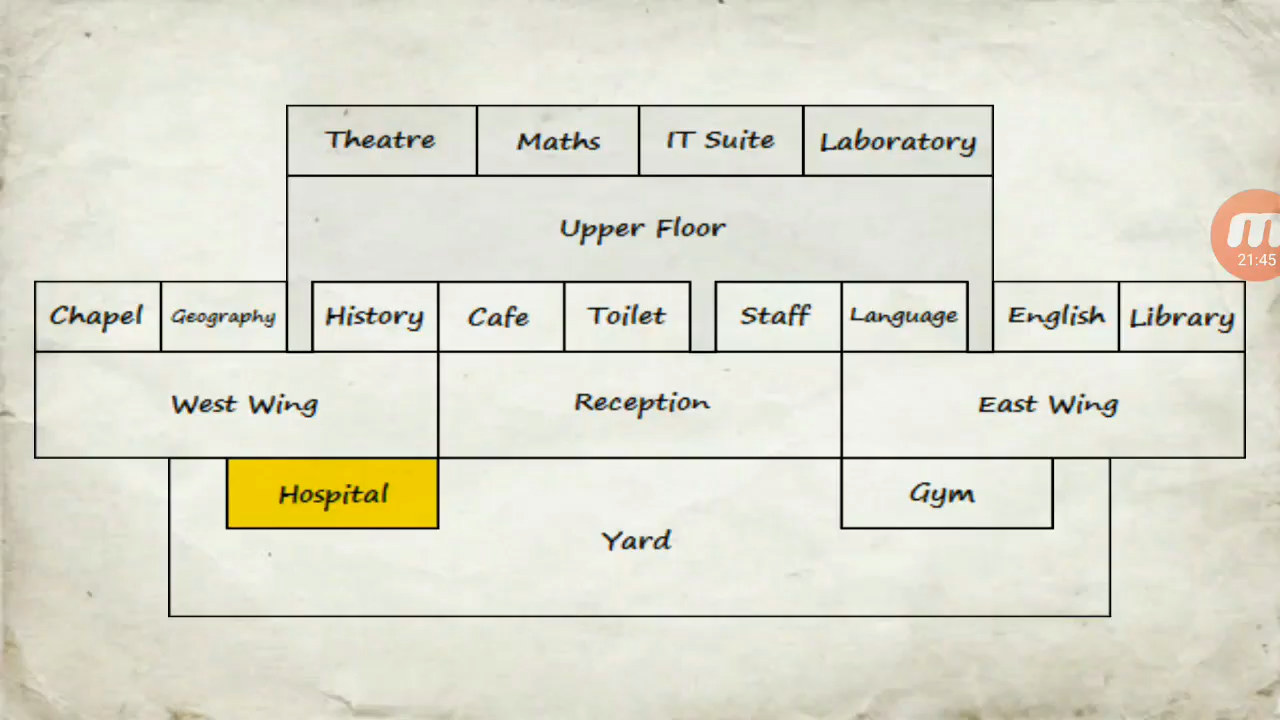 Theatre Maths IT Suite Laboratory
Upper Floor
21:45
Chapel Geography History Cafe Toilet Staff Language English Library
West Wing Reception East Wing
Hospital Gym
Yard